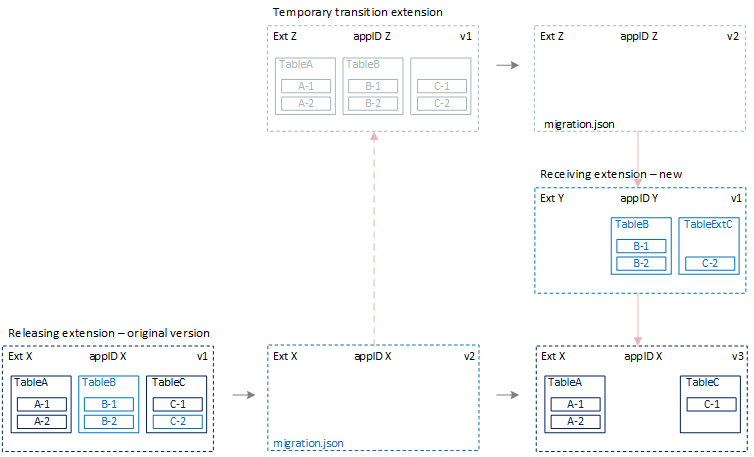 Temporary transition extension
Ext Z appID Z v1
TableA TableB
A-1 B-1 C-1
A-2 B-2 C-2
Ext Z appID Z v2
migration.json
Receiving extension – new
Ext Y appID Y v1
TableB TableExtC
B-1
B-2 C-2
Releasing extension – original version
Ext X appID X v1
TableA TableB TableC
A-1 B-1 C-1
A-2 B-2 C-2
Ext X appID X v2
migration.json
Ext X appID X v3
TableA TableC
A-1 C-1
A-2